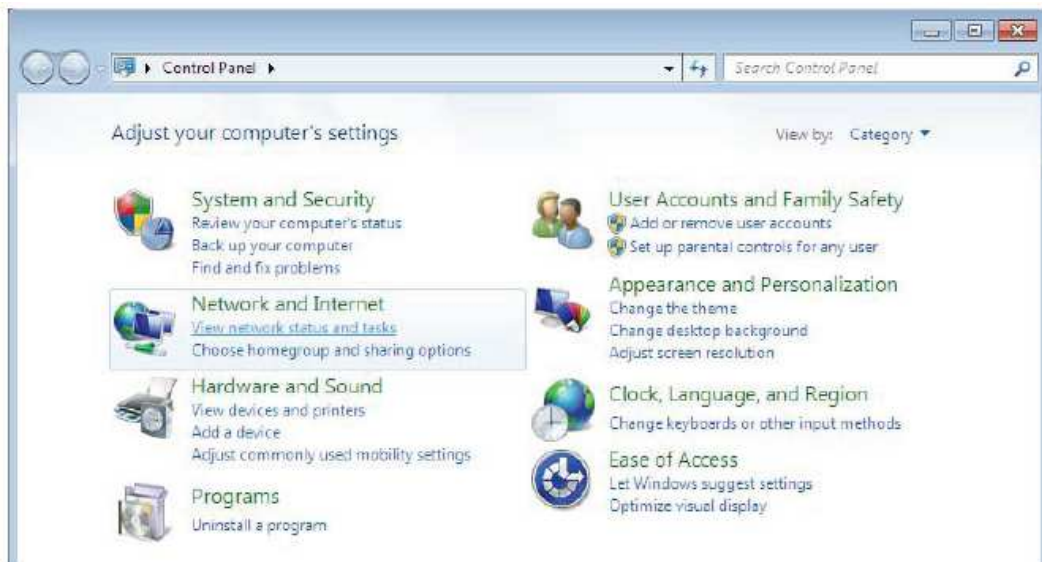 Control Panel
Search Control Panel
Adjust your computer's settings
View by: Category
System and Security
Review your computer's status
Back up your computer
Find and fix problems
Network and Internet
View network status and tasks
Choose homegroup and sharing options
Hardware and Sound
View devices and printers
Add a device
Adjust commonly used mobility settings
Programs
Uninstall a program
User Accounts and Family Safety
Add or remove user accounts
Set up parental controls for any user
Appearance and Personalization
Change the theme
Change desktop background
Adjust screen resolution
Clock, Language, and Region
Change keyboards or other input methods
Ease of Access
Let Windows suggest settings
Optimize visual display